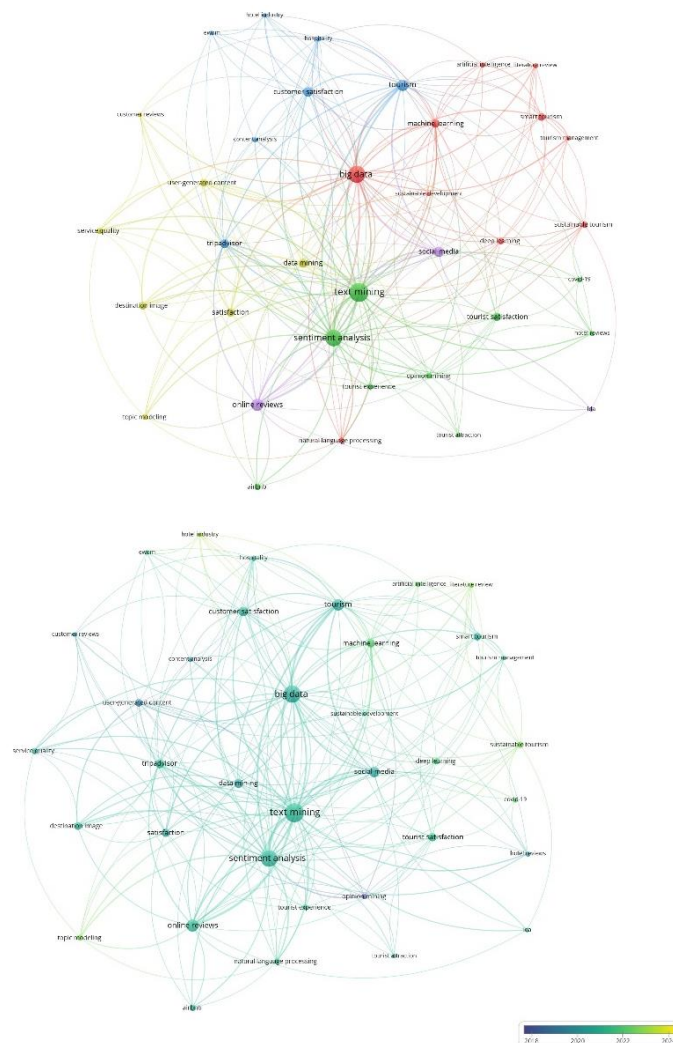 hotel industry
ewom
hospitality
customer satisfaction
tourism
artificial intelligence
literature review
customer reviews
machine learning
smart tourism
tourism management
content analysis
big data
user-generated content
sustainable development
service quality
tripadvisor
social media
deep learning
sustainable tourism
data mining
covid-19
text mining
destination image
satisfaction
tourist satisfaction
sentiment analysis
hotel reviews
opinion mining
tourist experience
online reviews
lda
topic modeling
natural language processing
tourist attraction
airbnb
hotel industry
ewom
hospitality
artificial intelligence
literature review
customer satisfaction
tourism
customer reviews
machine learning
smart tourism
content analysis
tourism management
big data
user-generated content
sustainable development
service quality
tripadvisor
social media
deep learning
sustainable tourism
data mining
covid-19
text mining
destination image
satisfaction
tourist satisfaction
sentiment analysis
hotel reviews
opinion mining
tourist experience
online reviews
lda
topic modeling
natural language processing
tourist attraction
airbnb
2018 2020 2022